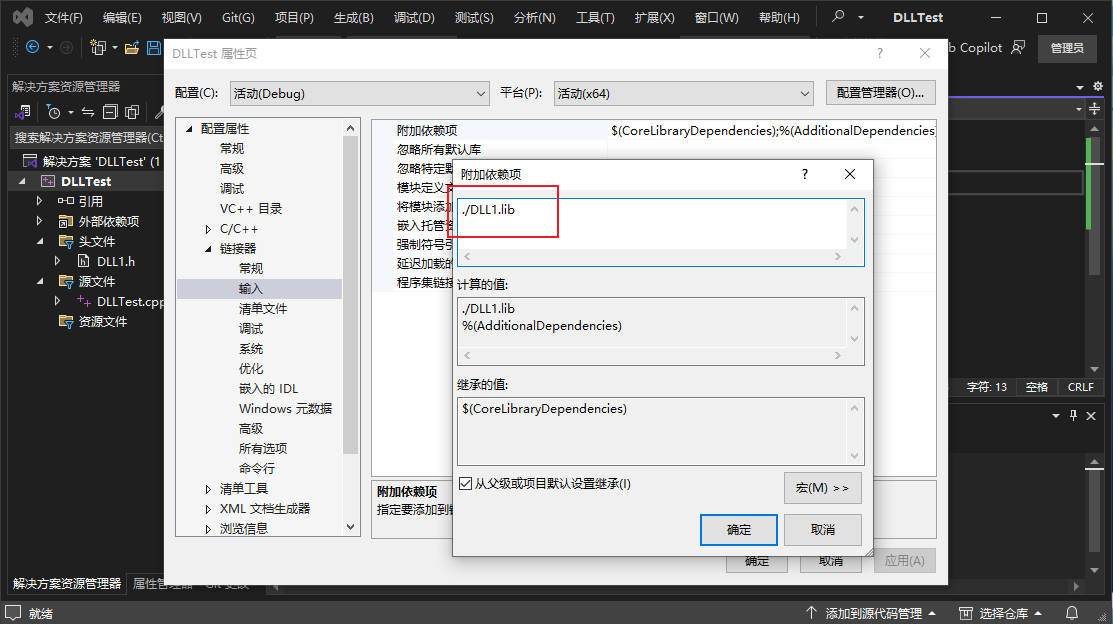 文件(F) 编辑(E) 视图(V) Git(G) 项目(P) 生成(B) 调试(D) 测试(S) 分析(N) 工具(T) 扩展(X) 窗口(W) 帮助(H) DLLTest
Copilot 管理员
解决方案资源管理器
搜索解决方案资源管理器(Ct
解决方案 'DLLTest' (1
DLLTest
引用
外部依赖项
头文件
DLL1.h
源文件
DLLTest.cpp
资源文件
DLLTest 属性页
配置(C): 活动(Debug) 平台(P): 活动(x64) 配置管理器(O)...
配置属性
常规
高级
调试
VC++ 目录
C/C++
链接器
常规
输入
清单文件
调试
系统
优化
嵌入的 IDL
Windows 元数据
高级
所有选项
命令行
清单工具
XML 文档生成器
浏览信息
附加依赖项 $(CoreLibraryDependencies);%(AdditionalDependencies
忽略所有默认库
忽略特定默
模块定义文
将模块添加
嵌入托管资
强制符号引
延迟加载的
程序集链接
附加依赖项
指定要添加到
确定 取消 应用(A)
附加依赖项
./DLL1.lib
计算的值:
./DLL1.lib
%(AdditionalDependencies)
继承的值:
$(CoreLibraryDependencies)
从父级或项目默认设置继承(I)
宏(M) >>
确定 取消
字符: 13 空格 CRLF
解决方案资源管理器 属性管理器 Git 更改
就绪 添加到源代码管理 选择仓库